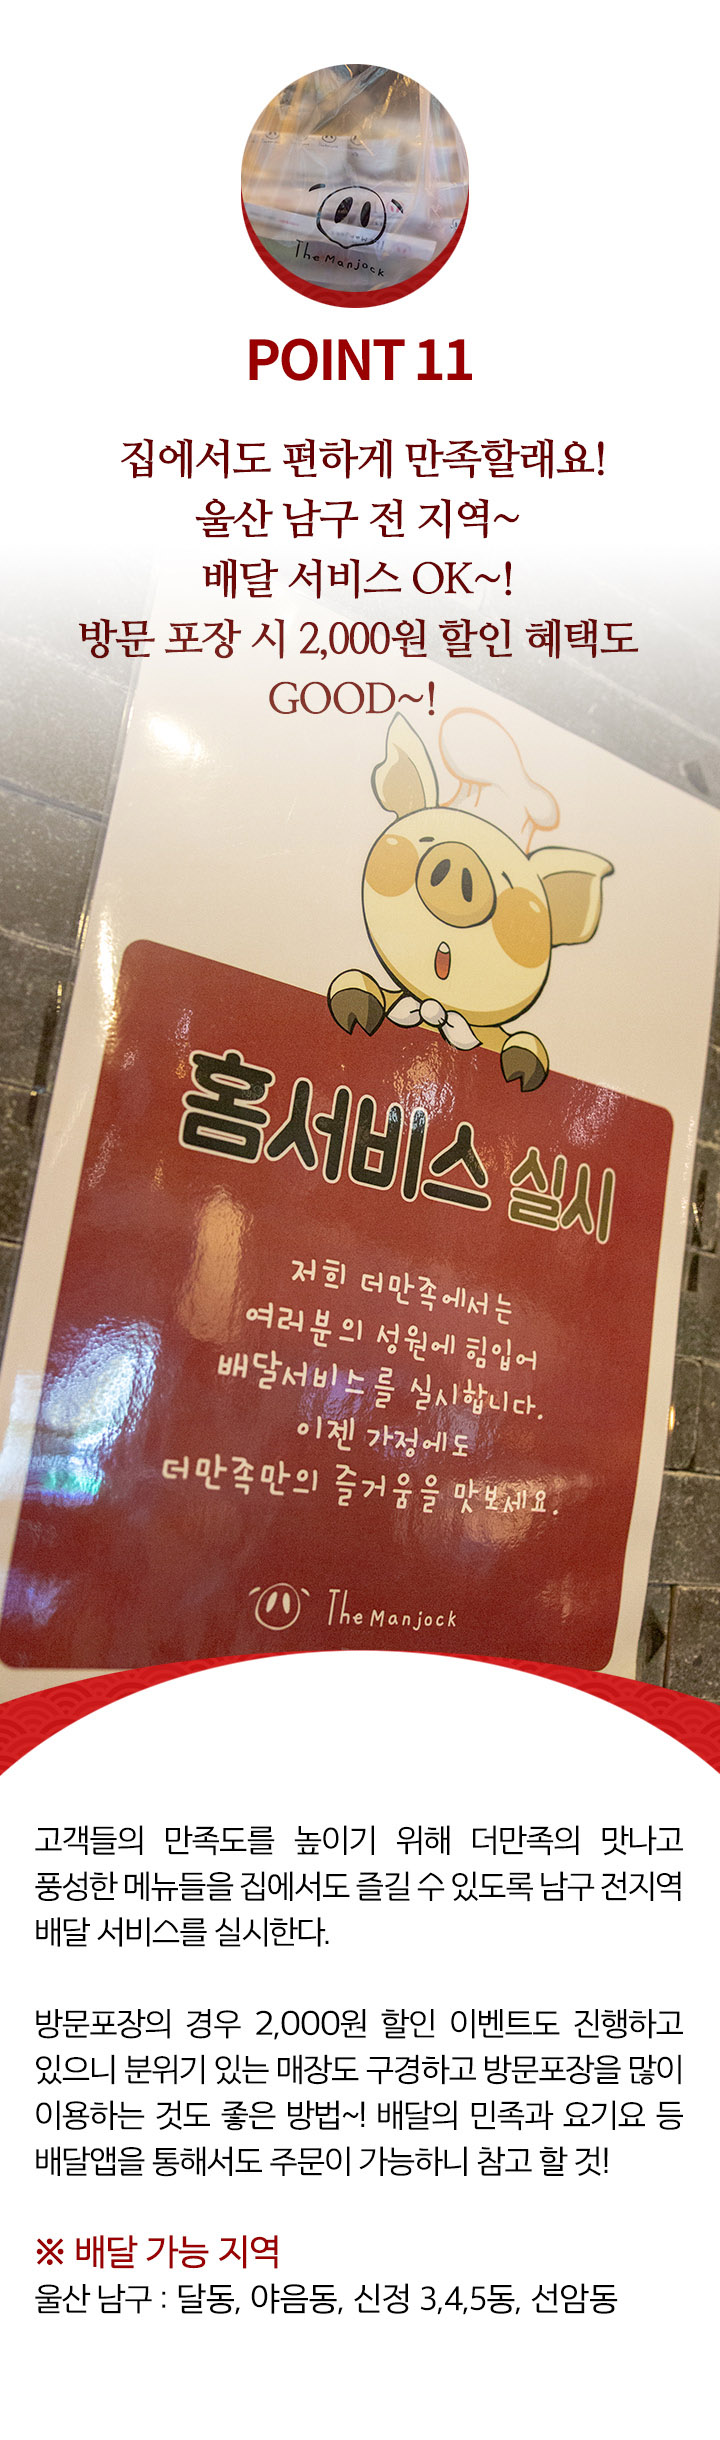 The Manjock
POINT 11
집에서도 편하게 만족할래요!
울산 남구 전 지역~
배달 서비스 OK~!
방문 포장 시 2,000원 할인 혜택도
GOOD~!
홈서비스 실시
저희 더만족에서는
여러분의 성원에 힘입어
배달서비스를 실시합니다.
이젠 가정에도
더만족만의 즐거움을 맛보세요.
The Manjock
고객들의 만족도를 높이기 위해 더만족의 맛나고
풍성한 메뉴들을 집에서도 즐길 수 있도록 남구 전지역
배달 서비스를 실시한다.
방문포장의 경우 2,000원 할인 이벤트도 진행하고
있으니 분위기 있는 매장도 구경하고 방문포장을 많이
이용하는 것도 좋은 방법~! 배달의 민족과 요기요 등
배달앱을 통해서도 주문이 가능하니 참고 할 것!
※ 배달 가능 지역
울산 남구 : 달동, 야음동, 신정 3,4,5동, 선암동